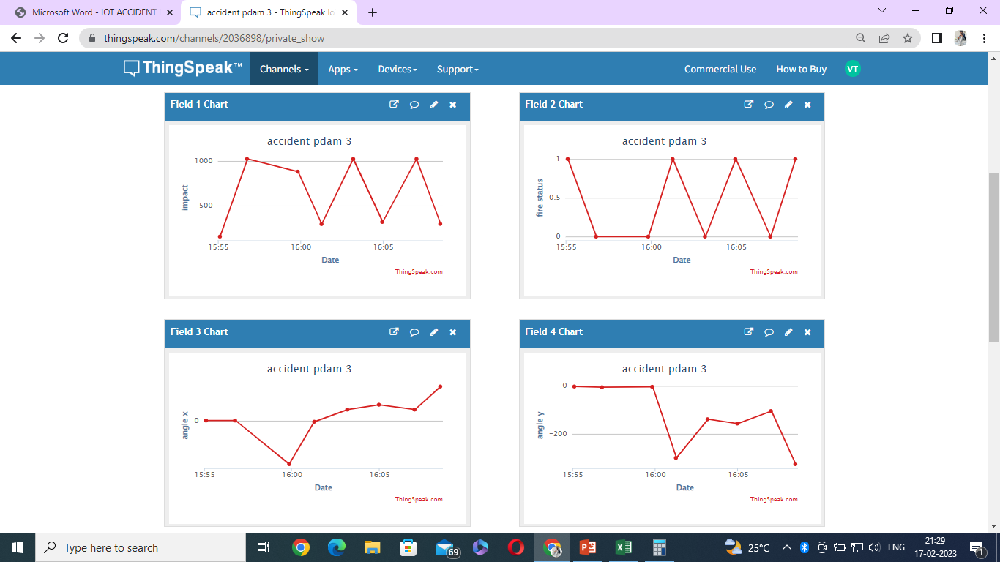 Microsoft Word - IOT ACCIDENT
accident pdam 3 - ThingSpeak Io
thingspeak.com/channels/2036898/private_show
ThingSpeak™
Channels
Apps
Devices
Support
Commercial Use
How to Buy
VT
Field 1 Chart
accident pdam 3
impact
1000
500
15:55
16:00
16:05
Date
ThingSpeak.com
Field 2 Chart
accident pdam 3
fire status
1
0.5
0
15:55
16:00
16:05
Date
ThingSpeak.com
Field 3 Chart
accident pdam 3
angle x
0
15:55
16:00
16:05
Date
ThingSpeak.com
Field 4 Chart
accident pdam 3
angle y
0
-200
15:55
16:00
16:05
Date
ThingSpeak.com
Type here to search
69
25°C
ENG
21:29
17-02-2023
1